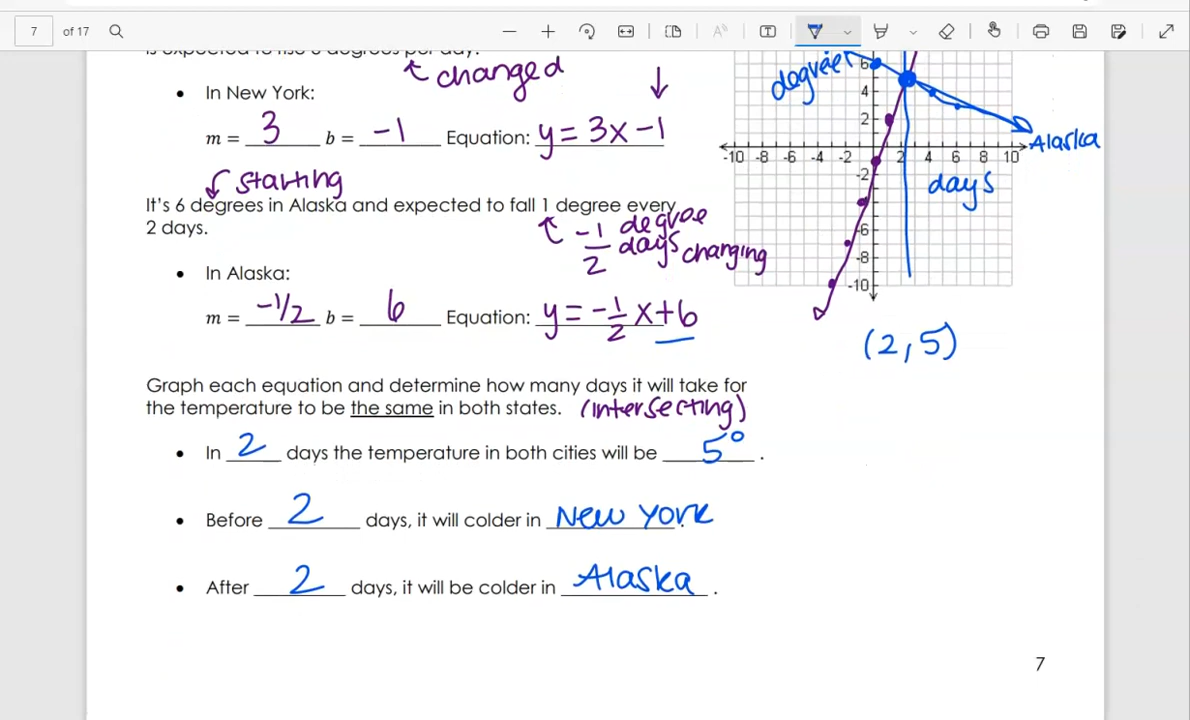 7 of 17
is expected to rise 3 degrees per day.
changed
• In New York:
m = 3 b = -1 Equation: y = 3x -1
starting
It's 6 degrees in Alaska and expected to fall 1 degree every
2 days.
-1/2 degree days changing
• In Alaska:
m = -1/2 b = 6 Equation: y = -1/2 x+6
Graph each equation and determine how many days it will take for
the temperature to be the same in both states. (intersecting)
• In 2 days the temperature in both cities will be 5° .
• Before 2 days, it will colder in New York .
• After 2 days, it will be colder in Alaska .
degrees
6
4
2
-10 -8 -6 -4 -2 2 4 6 8 10 Alaska
-2
days
-6
-8
-10
(2,5)
7